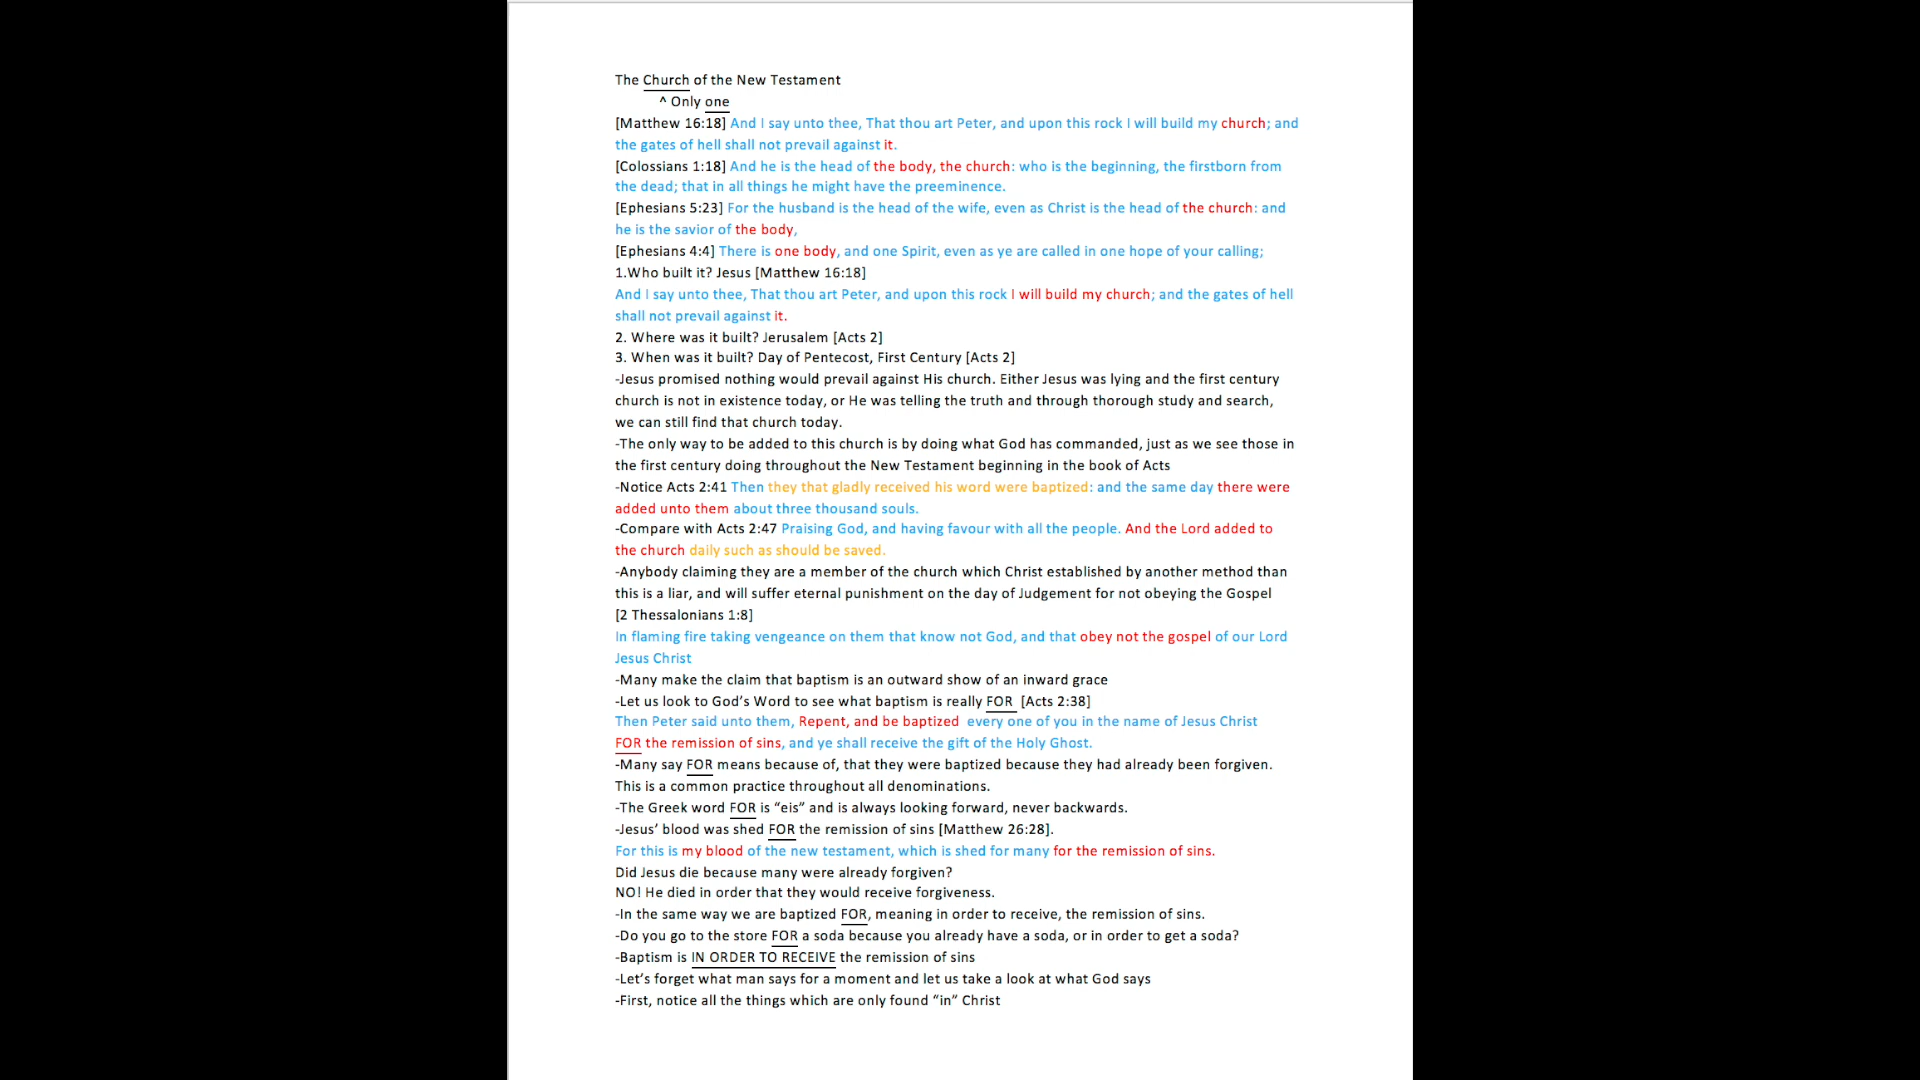 The Church of the New Testament
^ Only one
[Matthew 16:18] And I say unto thee, That thou art Peter, and upon this rock I will build my church; and
the gates of hell shall not prevail against it.
[Colossians 1:18] And he is the head of the body, the church: who is the beginning, the firstborn from
the dead; that in all things he might have the preeminence.
[Ephesians 5:23] For the husband is the head of the wife, even as Christ is the head of the church: and
he is the savior of the body,
[Ephesians 4:4] There is one body, and one Spirit, even as ye are called in one hope of your calling;
1.Who built it? Jesus [Matthew 16:18]
And I say unto thee, That thou art Peter, and upon this rock I will build my church; and the gates of hell
shall not prevail against it.
2. Where was it built? Jerusalem [Acts 2]
3. When was it built? Day of Pentecost, First Century [Acts 2]
-Jesus promised nothing would prevail against His church. Either Jesus was lying and the first century
church is not in existence today, or He was telling the truth and through thorough study and search,
we can still find that church today.
-The only way to be added to this church is by doing what God has commanded, just as we see those in
the first century doing throughout the New Testament beginning in the book of Acts
-Notice Acts 2:41 Then they that gladly received his word were baptized: and the same day there were
added unto them about three thousand souls.
-Compare with Acts 2:47 Praising God, and having favour with all the people. And the Lord added to
the church daily such as should be saved.
-Anybody claiming they are a member of the church which Christ established by another method than
this is a liar, and will suffer eternal punishment on the day of Judgement for not obeying the Gospel
[2 Thessalonians 1:8]
In flaming fire taking vengeance on them that know not God, and that obey not the gospel of our Lord
Jesus Christ
-Many make the claim that baptism is an outward show of an inward grace
-Let us look to God's Word to see what baptism is really FOR [Acts 2:38]
Then Peter said unto them, Repent, and be baptized every one of you in the name of Jesus Christ
FOR the remission of sins, and ye shall receive the gift of the Holy Ghost.
-Many say FOR means because of, that they were baptized because they had already been forgiven.
This is a common practice throughout all denominations.
-The Greek word FOR is “eis” and is always looking forward, never backwards.
-Jesus’ blood was shed FOR the remission of sins [Matthew 26:28].
For this is my blood of the new testament, which is shed for many for the remission of sins.
Did Jesus die because many were already forgiven?
NO! He died in order that they would receive forgiveness.
-In the same way we are baptized FOR, meaning in order to receive, the remission of sins.
-Do you go to the store FOR a soda because you already have a soda, or in order to get a soda?
-Baptism is IN ORDER TO RECEIVE the remission of sins
-Let’s forget what man says for a moment and let us take a look at what God says
-First, notice all the things which are only found “in” Christ